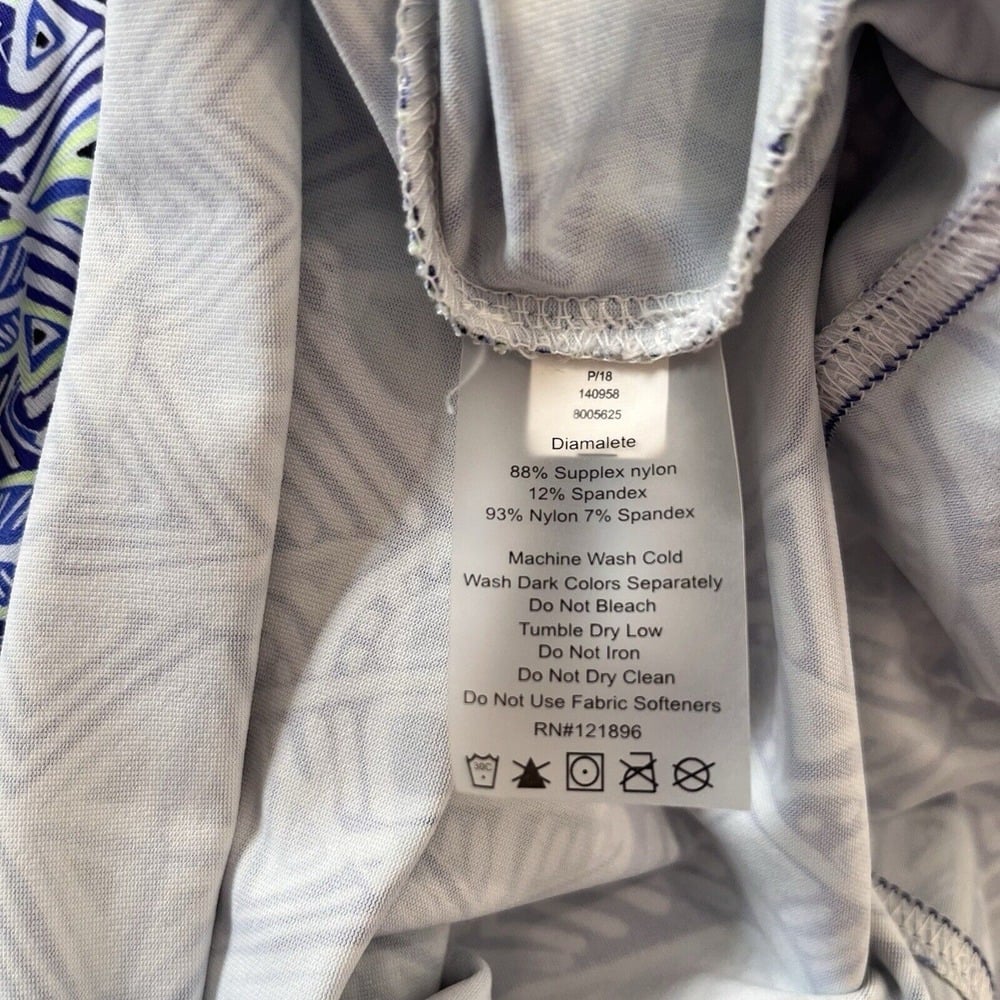 P/18
140958
8005625
Diamalete
88% Supplex nylon
12% Spandex
93% Nylon 7% Spandex
Machine Wash Cold
Wash Dark Colors Separately
Do Not Bleach
Tumble Dry Low
Do Not Iron
Do Not Dry Clean
Do Not Use Fabric Softeners
RN#121896
30C